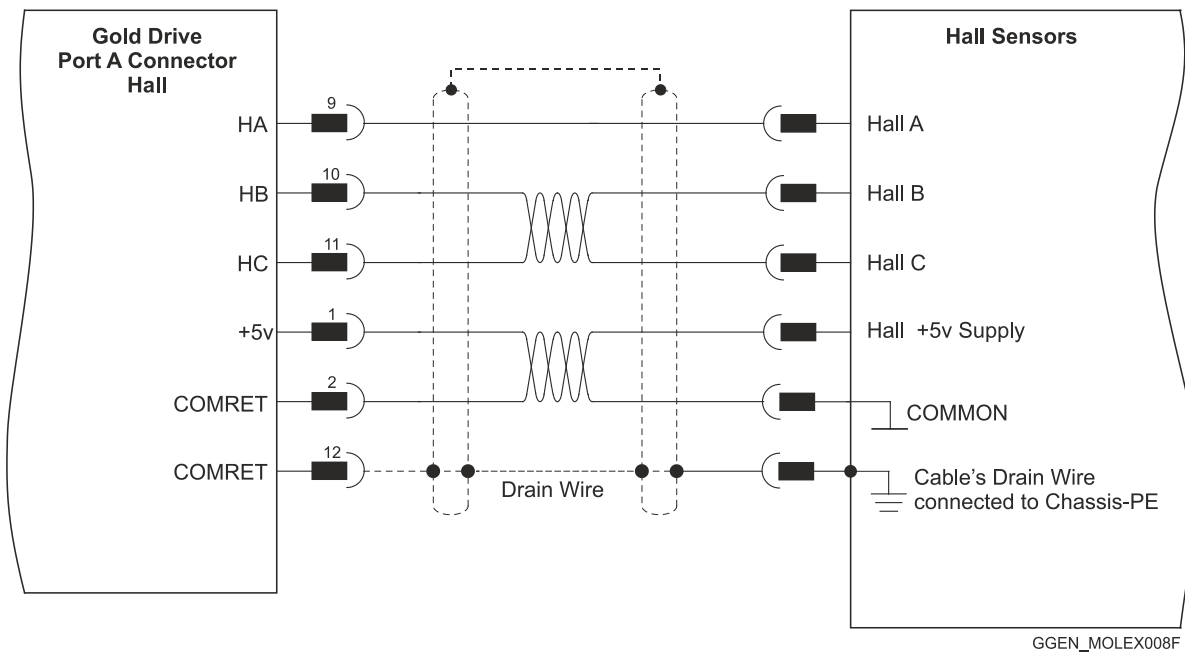 Gold Drive
Port A Connector
Hall
Hall Sensors
9
HA
Hall A
10
HB
Hall B
11
HC
Hall C
1
+5v
Hall +5v Supply
2
COMRET
COMMON
12
COMRET
Drain Wire
Cable's Drain Wire
connected to Chassis-PE
GGEN_MOLEX008F